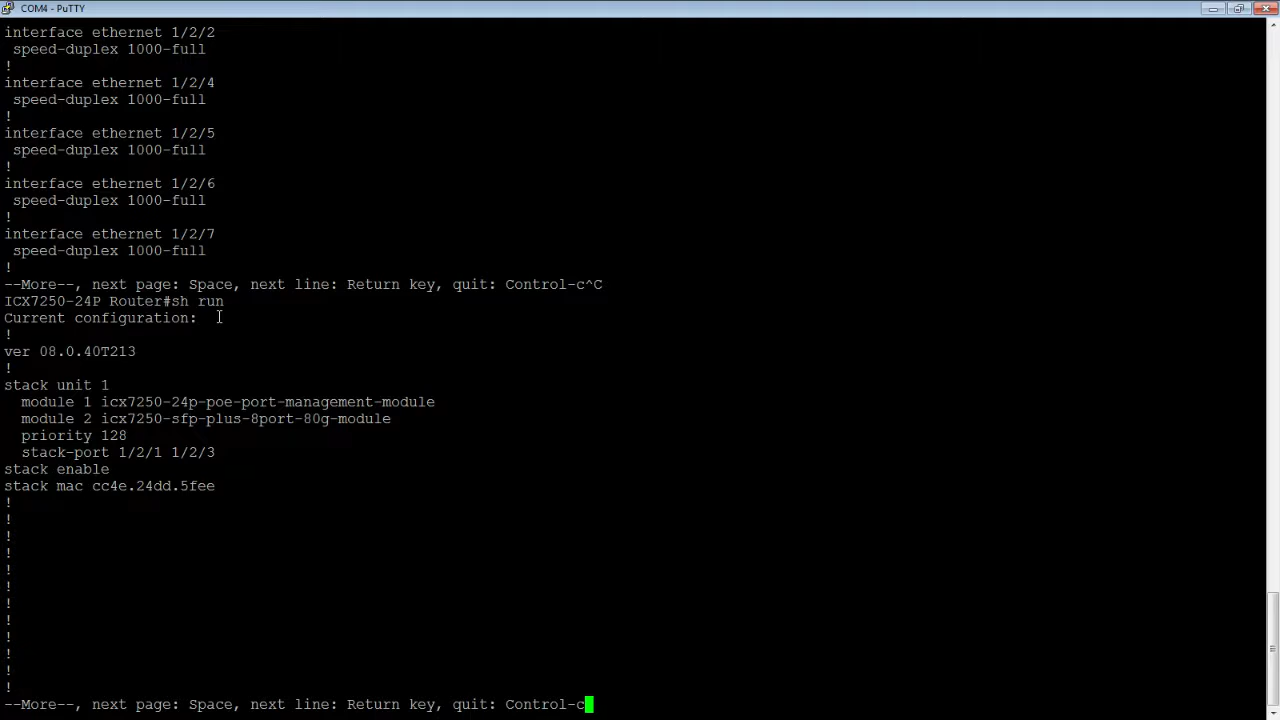 COM4 - PuTTY
interface ethernet 1/2/2
 speed-duplex 1000-full
!
interface ethernet 1/2/4
 speed-duplex 1000-full
!
interface ethernet 1/2/5
 speed-duplex 1000-full
!
interface ethernet 1/2/6
 speed-duplex 1000-full
!
interface ethernet 1/2/7
 speed-duplex 1000-full
!
--More--, next page: Space, next line: Return key, quit: Control-c^C
ICX7250-24P Router#sh run
Current configuration:
!
ver 08.0.40T213
!
stack unit 1
  module 1 icx7250-24p-poe-port-management-module
  module 2 icx7250-sfp-plus-8port-80g-module
  priority 128
  stack-port 1/2/1 1/2/3
stack enable
stack mac cc4e.24dd.5fee
!
!
!
!
!
!
!
!
!
!
!
!
--More--, next page: Space, next line: Return key, quit: Control-c